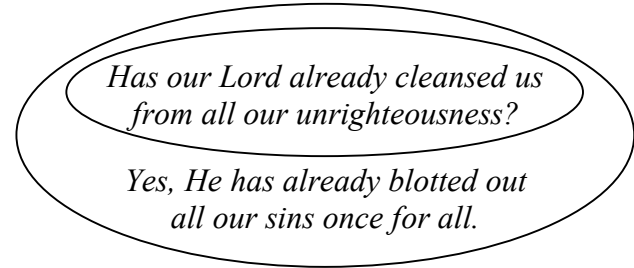 Has our Lord already cleansed us
from all our unrighteousness?
Yes, He has already blotted out
all our sins once for all.